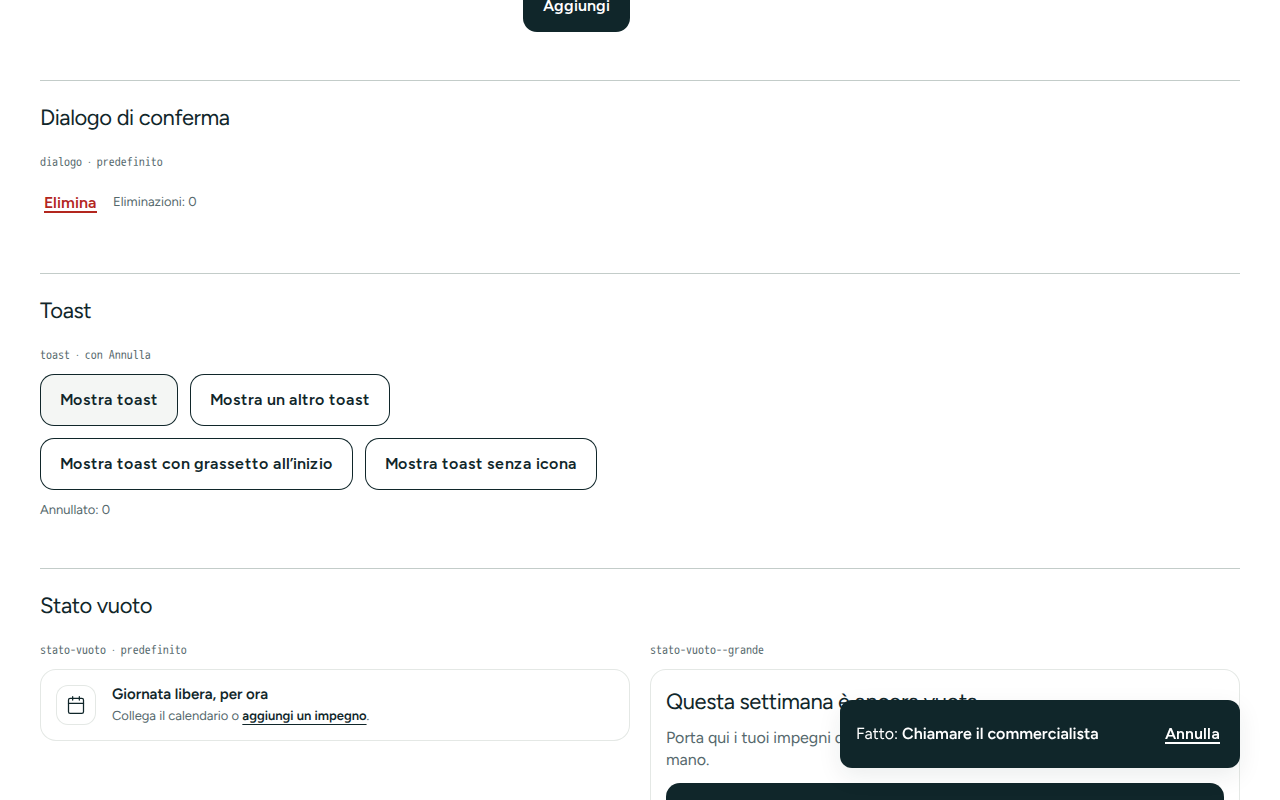 Aggiungi
Dialogo di conferma
dialogo · predefinito
Elimina Eliminazioni: 0
Toast
toast · con Annulla
Mostra toast Mostra un altro toast
Mostra toast con grassetto all’inizio Mostra toast senza icona
Annullato: 0
Stato vuoto
stato-vuoto · predefinito
Giornata libera, per ora
Collega il calendario o aggiungi un impegno.
stato-vuoto--grande
Questa settimana è ancora vuota
Porta qui i tuoi impegni
mano.
Fatto: Chiamare il commercialista Annulla